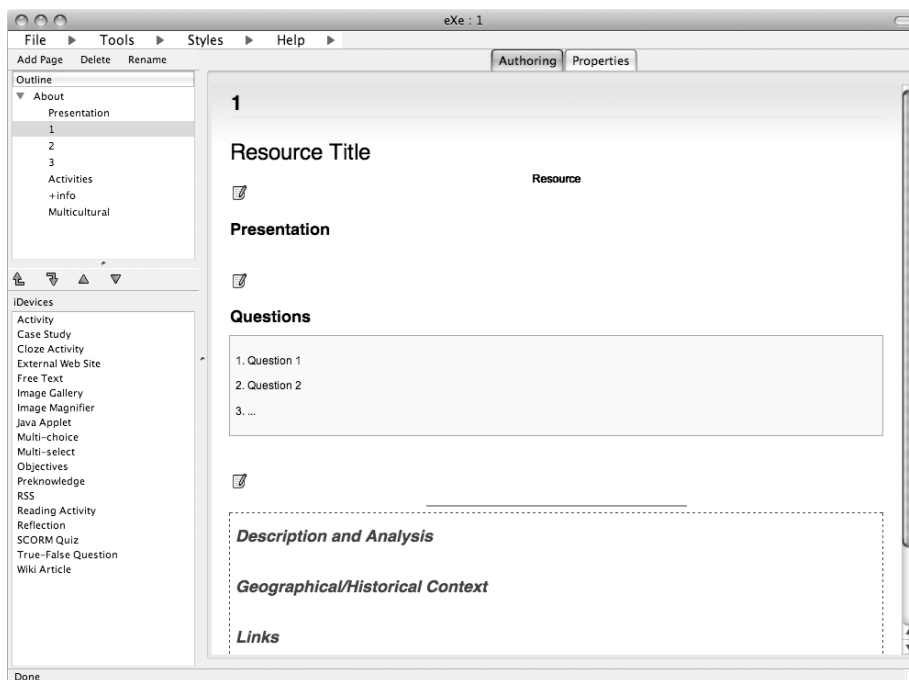 eXe : 1
File Tools Styles Help
Add Page Delete Rename
Authoring Properties
Outline
About
Presentation
1
2
3
Activities
+info
Multicultural
iDevices
Activity
Case Study
Cloze Activity
External Web Site
Free Text
Image Gallery
Image Magnifier
Java Applet
Multi-choice
Multi-select
Objectives
Preknowledge
RSS
Reading Activity
Reflection
SCORM Quiz
True-False Question
Wiki Article
1
Resource Title
Resource
Presentation
Questions
1. Question 1
2. Question 2
3. ...
Description and Analysis
Geographical/Historical Context
Links
Done